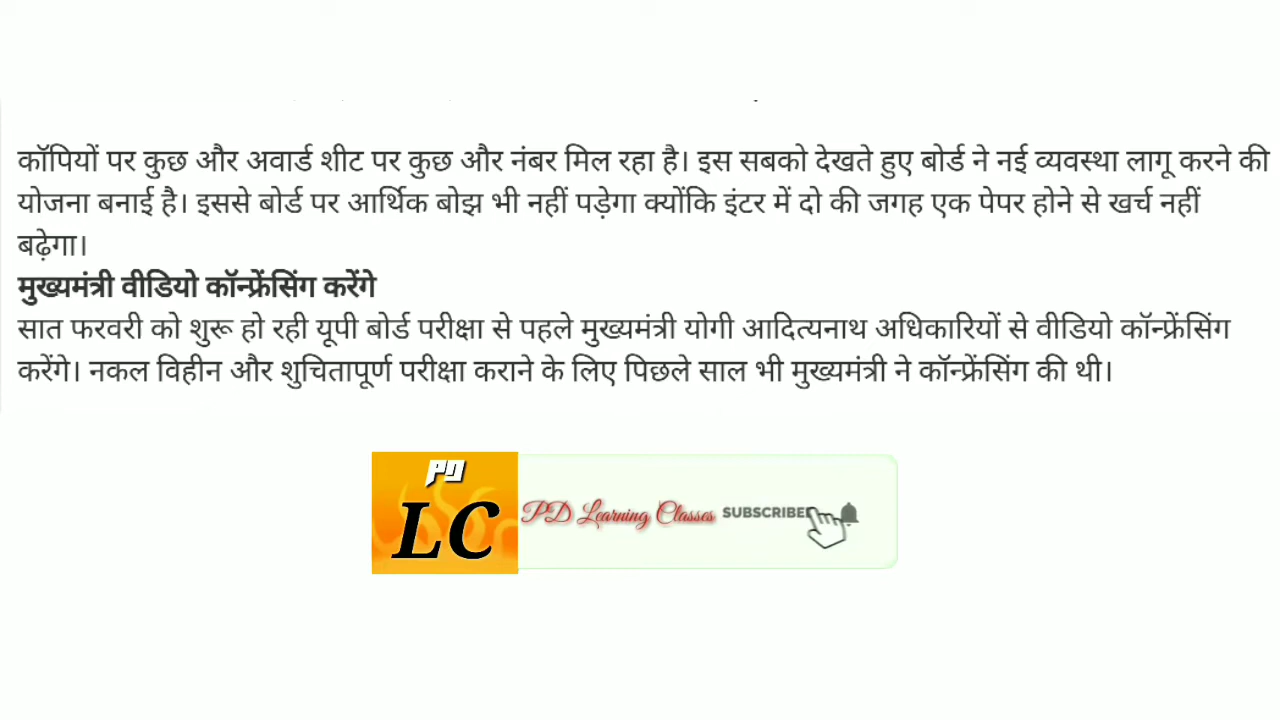 कॉपियों पर कुछ और अवार्ड शीट पर कुछ और नंबर मिल रहा है। इस सबको देखते हुए बोर्ड ने नई व्यवस्था लागू करने की
योजना बनाई है। इससे बोर्ड पर आर्थिक बोझ भी नहीं पड़ेगा क्योंकि इंटर में दो की जगह एक पेपर होने से खर्च नहीं
बढ़ेगा।
मुख्यमंत्री वीडियो कॉन्फ्रेंसिंग करेंगे
सात फरवरी को शुरू हो रही यूपी बोर्ड परीक्षा से पहले मुख्यमंत्री योगी आदित्यनाथ अधिकारियों से वीडियो कॉन्फ्रेंसिंग
करेंगे। नकल विहीन और शुचितापूर्ण परीक्षा कराने के लिए पिछले साल भी मुख्यमंत्री ने कॉन्फ्रेंसिंग की थी।
PD
LC
PD Learning Classes SUBSCRIBED